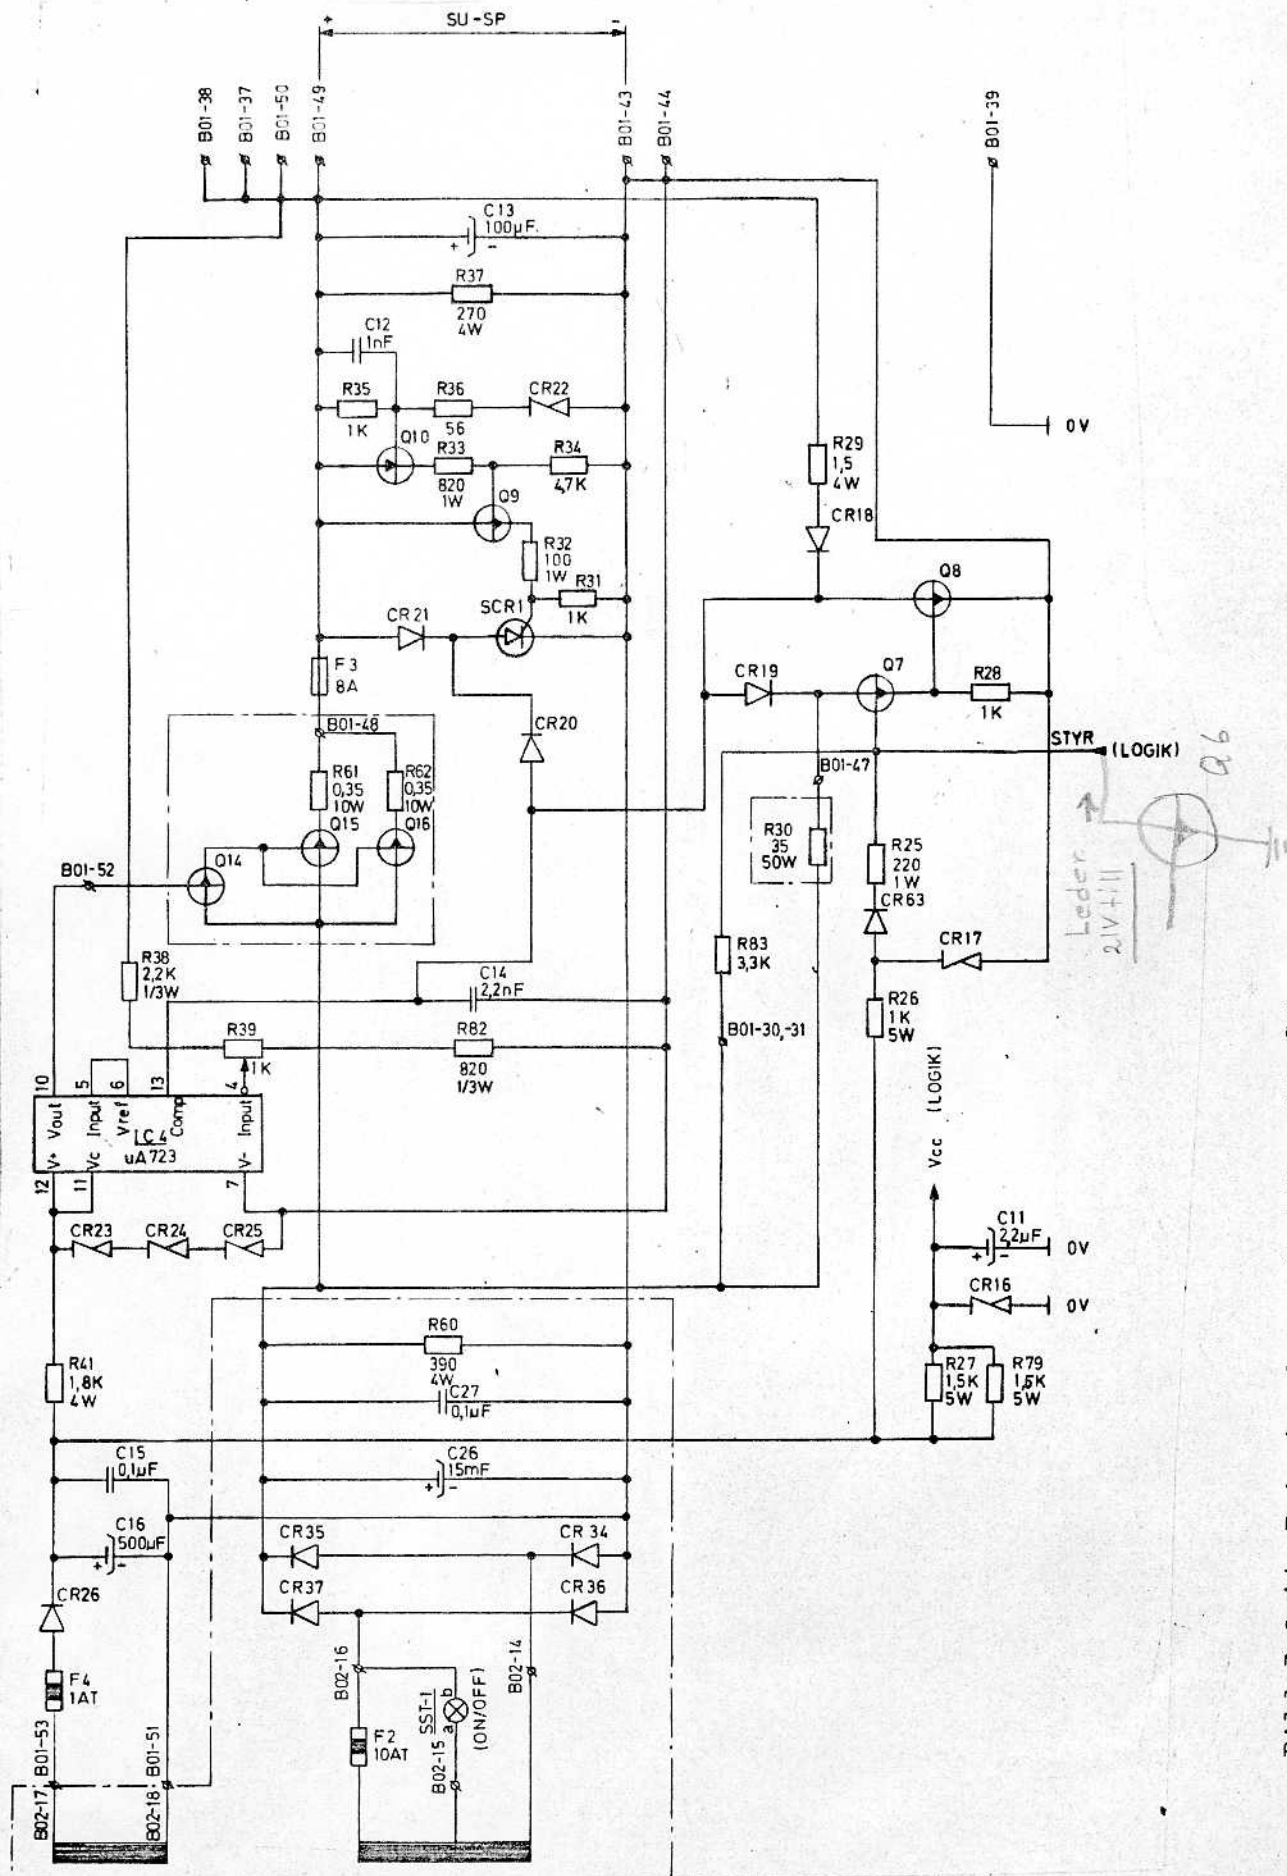 + SU-SP -
B01-38
B01-37
B01-50
B01-49
B01-43
B01-44
B01-39
C13
100µF
+ -
R37
270
4W
C12
1nF
R35
1K
R36
56
CR22
0V
Q10
R33
820
1W
R34
4,7K
R29
1,5
4W
Q9
CR18
R32
100
1W
R31
1K
Q8
CR21
SCR1
F3
8A
CR19
Q7
R28
1K
B01-48
CR20
STYR
(LOGIK)
Q6
R61
0,35
10W
R62
0,35
10W
B01-47
Q15
Q16
R30
35
50W
R25
220
1W
Leder
21V till
B01-52
Q14
CR63
R38
2,2K
1/3W
R83
3,3K
CR17
C14
2,2nF
R26
1K
5W
R39
1K
R82
820
1/3W
B01-30,-31
10
5
6
13
4
Vout
Input
Vref
Comp
Input
I.C 4
uA723
V+
Vc
V-
12
11
7
Vcc (LOGIK)
CR23
CR24
CR25
C11
2,2µF
+ -
0V
CR16
0V
R60
390
4W
R41
1,8K
4W
C27
0,1µF
R27
1,5K
5W
R79
1,5K
5W
C15
0,1µF
C26
15mF
+ -
C16
500µF
+ -
CR35
CR34
CR26
CR37
CR36
F4
1AT
B02-16
SST-1
a b
(ON/OFF)
B02-14
F2
10AT
B02-15
B02-17
B01-53
B02-18
B01-51